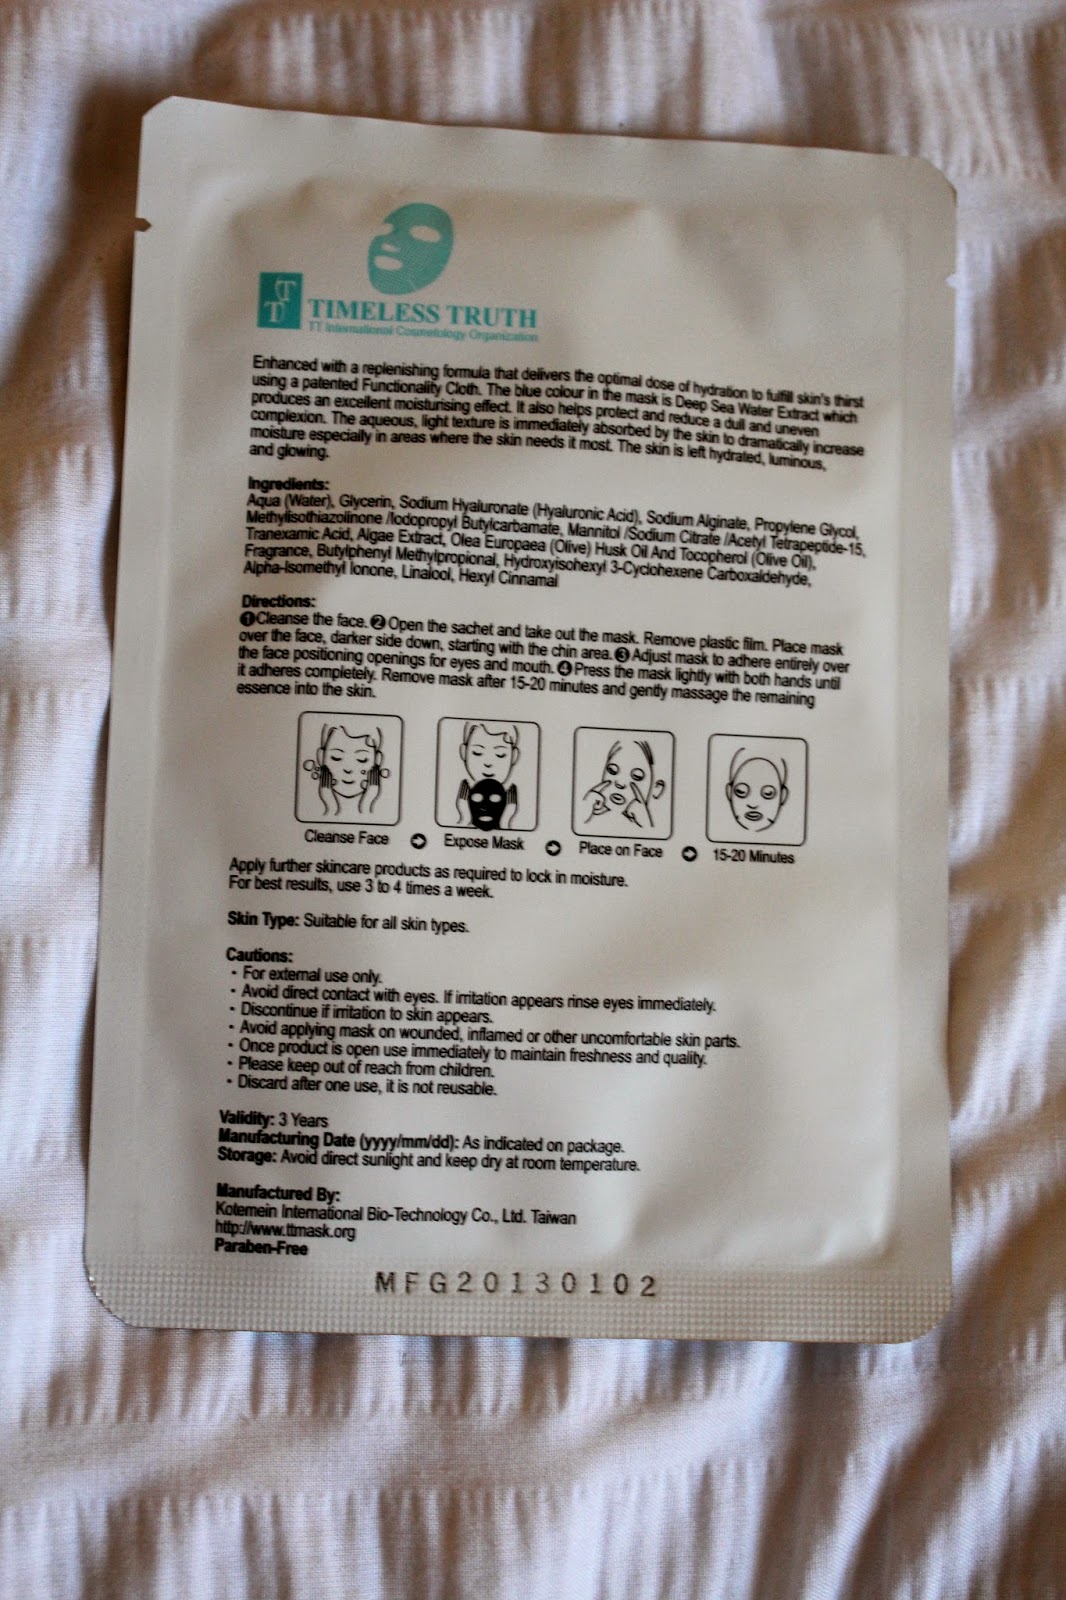 TT
TIMELESS TRUTH
TT International Cosmetology Organization
Enhanced with a replenishing formula that delivers the optimal dose of hydration to fulfill skin's thirst
using a patented Functionality Cloth. The blue colour in the mask is Deep Sea Water Extract which
produces an excellent moisturising effect. It also helps protect and reduce a dull and uneven
complexion. The aqueous, light texture is immediately absorbed by the skin to dramatically increase
moisture especially in areas where the skin needs it most. The skin is left hydrated, luminous,
and glowing.
Ingredients:
Aqua (Water), Glycerin, Sodium Hyaluronate (Hyaluronic Acid), Sodium Alginate, Propylene Glycol,
Methylisothiazolinone /Iodopropyl Butylcarbamate, Mannitol /Sodium Citrate /Acetyl Tetrapeptide-15,
Tranexamic Acid, Algae Extract, Olea Europaea (Olive) Husk Oil And Tocopherol (Olive Oil),
Fragrance, Butylphenyl Methylpropional, Hydroxyisohexyl 3-Cyclohexene Carboxaldehyde,
Alpha-Isomethyl Ionone, Linalool, Hexyl Cinnamal
Directions:
❶Cleanse the face. ❷Open the sachet and take out the mask. Remove plastic film. Place mask
over the face, darker side down, starting with the chin area. ❸Adjust mask to adhere entirely over
the face positioning openings for eyes and mouth. ❹Press the mask lightly with both hands until
it adheres completely. Remove mask after 15-20 minutes and gently massage the remaining
essence into the skin.
Cleanse Face ➲ Expose Mask ➲ Place on Face ➲ 15-20 Minutes
Apply further skincare products as required to lock in moisture.
For best results, use 3 to 4 times a week.
Skin Type: Suitable for all skin types.
Cautions:
・For external use only.
・Avoid direct contact with eyes. If irritation appears rinse eyes immediately.
・Discontinue if irritation to skin appears.
・Avoid applying mask on wounded, inflamed or other uncomfortable skin parts.
・Once product is open use immediately to maintain freshness and quality.
・Please keep out of reach from children.
・Discard after one use, it is not reusable.
Validity: 3 Years
Manufacturing Date (yyyy/mm/dd): As indicated on package.
Storage: Avoid direct sunlight and keep dry at room temperature.
Manufactured By:
Kotemein International Bio-Technology Co., Ltd. Taiwan
http://www.ttmask.org
Paraben-Free
MFG20130102